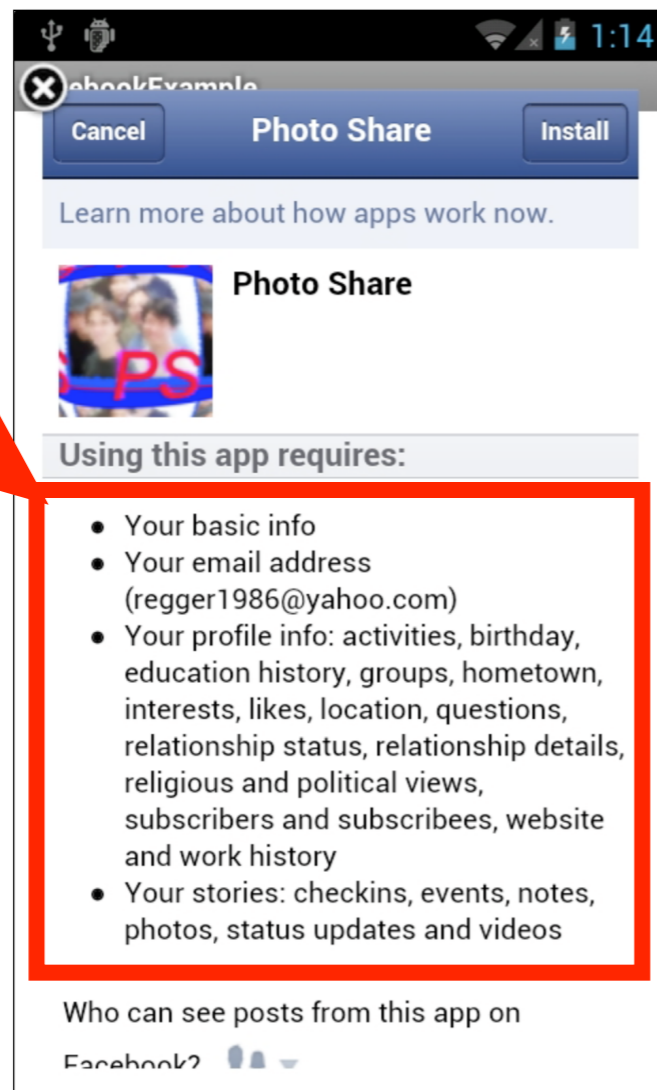 1:14
ebookExample
Cancel Photo Share Install
Learn more about how apps work now.
Photo Share
PS
Using this app requires:
• Your basic info
• Your email address
(regger1986@yahoo.com)
• Your profile info: activities, birthday,
education history, groups, hometown,
interests, likes, location, questions,
relationship status, relationship details,
religious and political views,
subscribers and subscribees, website
and work history
• Your stories: checkins, events, notes,
photos, status updates and videos
Who can see posts from this app on
Facebook?